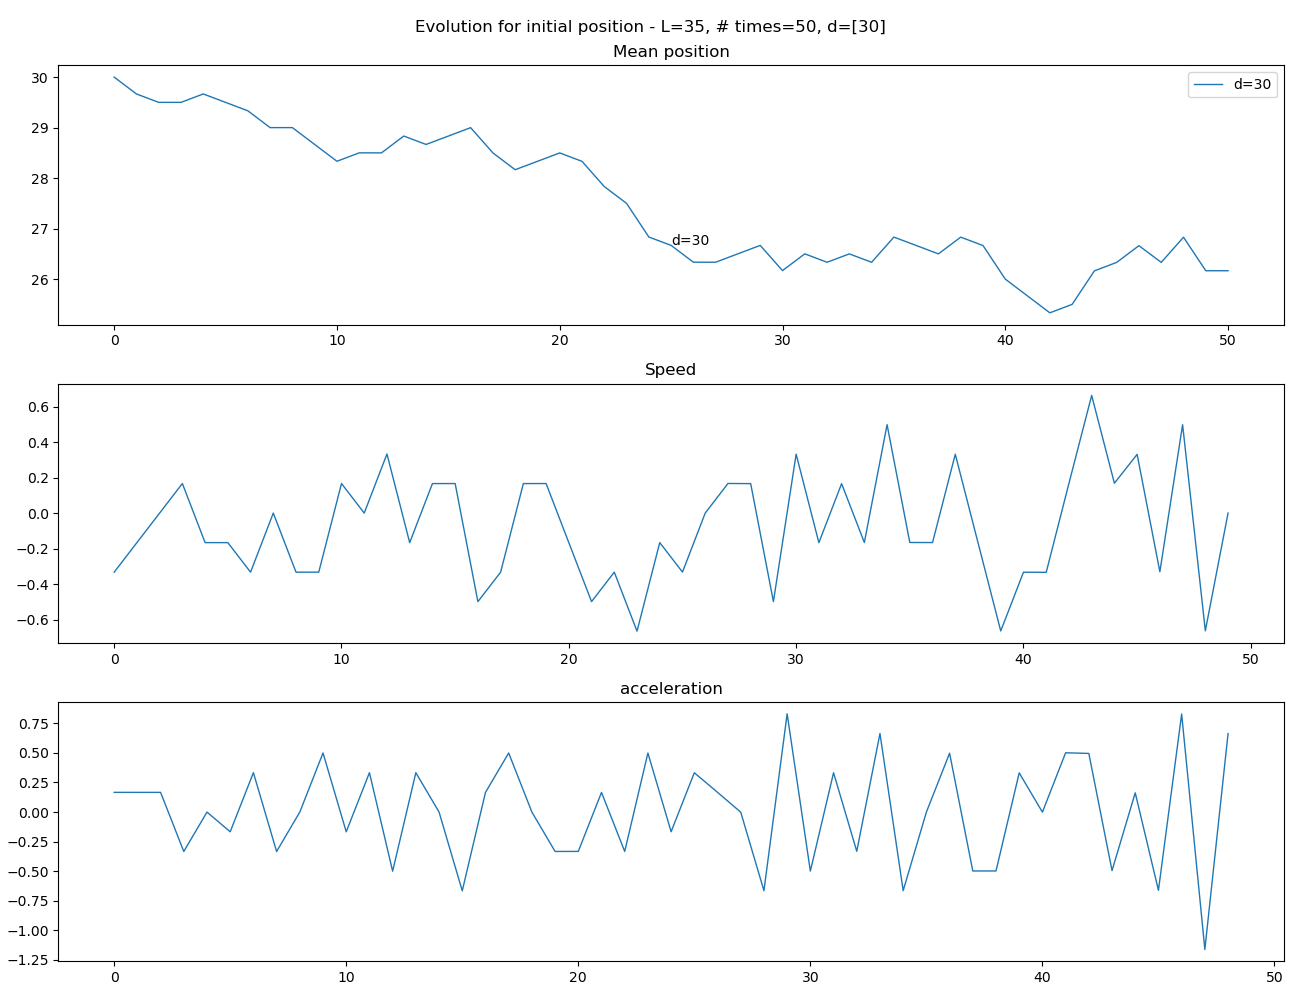 Evolution for initial position - L=35, # times=50, d=[30]
Mean position
30
29
28
27
26
d=30
d=30
0 10 20 30 40 50
Speed
0.6
0.4
0.2
0.0
−0.2
−0.4
−0.6
0 10 20 30 40 50
acceleration
0.75
0.50
0.25
0.00
−0.25
−0.50
−0.75
−1.00
−1.25
0 10 20 30 40 50